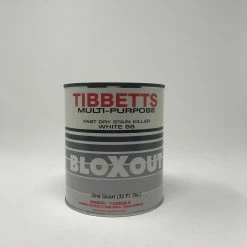 TIBBETTS
MULTI-PURPOSE
FAST DRY STAIN KILLER
WHITE 88
BLOXOUT
One Quart (32 Fl. Oz.)